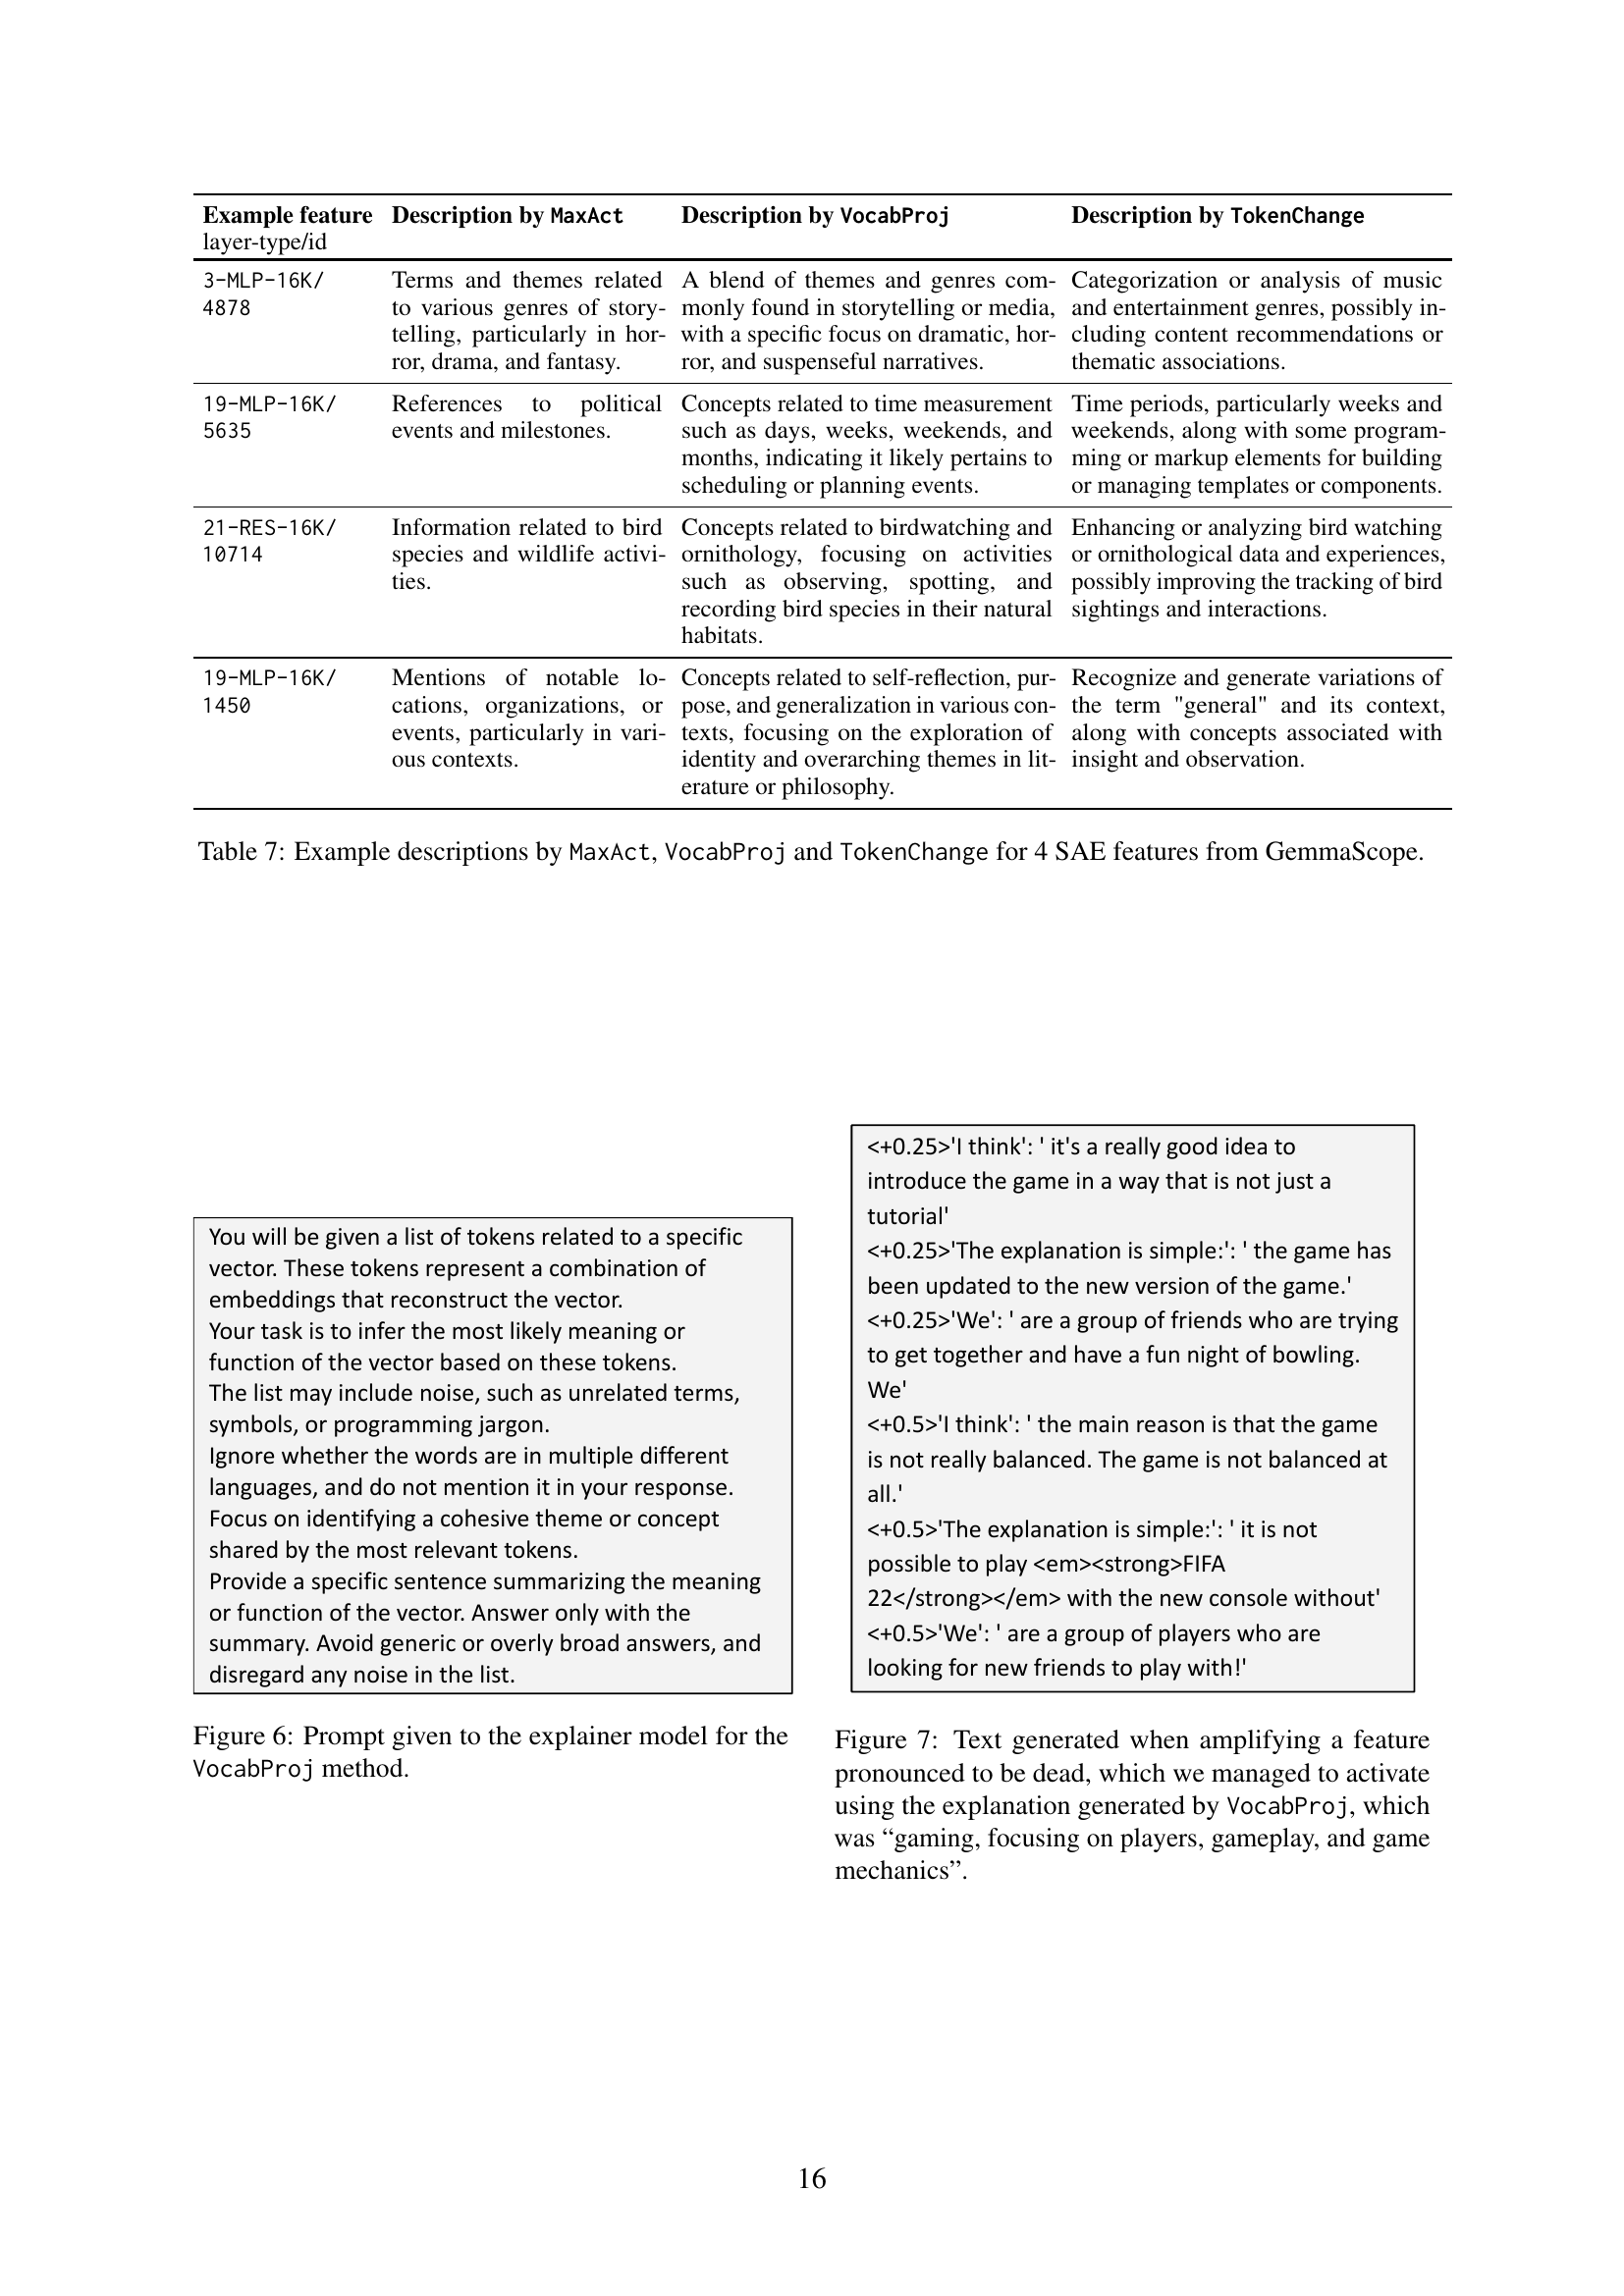 Example feature Description by MaxAct Description by VocabProj Description by TokenChange
layer-type/id
3-MLP-16K/ Terms and themes related A blend of themes and genres com- Categorization or analysis of music
4878 to various genres of story- monly found in storytelling or media, and entertainment genres, possibly in-
telling, particularly in hor- with a specific focus on dramatic, hor- cluding content recommendations or
ror, drama, and fantasy. ror, and suspenseful narratives. thematic associations.
19-MLP-16K/ References to political Concepts related to time measurement Time periods, particularly weeks and
5635 events and milestones. such as days, weeks, weekends, and weekends, along with some program-
months, indicating it likely pertains to ming or markup elements for building
scheduling or planning events. or managing templates or components.
21-RES-16K/ Information related to bird Concepts related to birdwatching and Enhancing or analyzing bird watching
10714 species and wildlife activi- ornithology, focusing on activities or ornithological data and experiences,
ties. such as observing, spotting, and possibly improving the tracking of bird
recording bird species in their natural sightings and interactions.
habitats.
19-MLP-16K/ Mentions of notable lo- Concepts related to self-reflection, pur- Recognize and generate variations of
1450 cations, organizations, or pose, and generalization in various con- the term "general" and its context,
events, particularly in vari- texts, focusing on the exploration of along with concepts associated with
ous contexts. identity and overarching themes in lit- insight and observation.
erature or philosophy.
Table 7: Example descriptions by MaxAct, VocabProj and TokenChange for 4 SAE features from GemmaScope.
You will be given a list of tokens related to a specific
vector. These tokens represent a combination of
embeddings that reconstruct the vector.
Your task is to infer the most likely meaning or
function of the vector based on these tokens.
The list may include noise, such as unrelated terms,
symbols, or programming jargon.
Ignore whether the words are in multiple different
languages, and do not mention it in your response.
Focus on identifying a cohesive theme or concept
shared by the most relevant tokens.
Provide a specific sentence summarizing the meaning
or function of the vector. Answer only with the
summary. Avoid generic or overly broad answers, and
disregard any noise in the list.
Figure 6: Prompt given to the explainer model for the
VocabProj method.
<+0.25>'I think': ' it's a really good idea to
introduce the game in a way that is not just a
tutorial'
<+0.25>'The explanation is simple:': ' the game has
been updated to the new version of the game.'
<+0.25>'We': ' are a group of friends who are trying
to get together and have a fun night of bowling.
We'
<+0.5>'I think': ' the main reason is that the game
is not really balanced. The game is not balanced at
all.'
<+0.5>'The explanation is simple:': ' it is not
possible to play <em><strong>FIFA
22</strong></em> with the new console without'
<+0.5>'We': ' are a group of players who are
looking for new friends to play with!'
Figure 7: Text generated when amplifying a feature
pronounced to be dead, which we managed to activate
using the explanation generated by VocabProj, which
was “gaming, focusing on players, gameplay, and game
mechanics”.
16